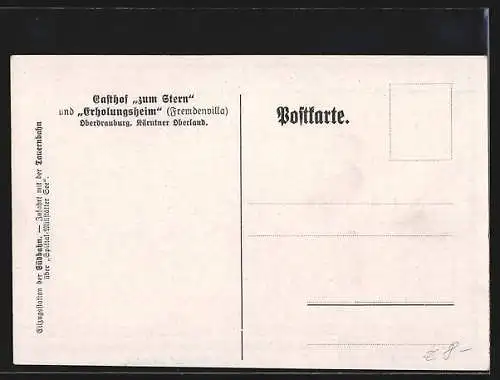 Gasthof „zum Stern“
und „Erholungsheim“ (Fremdenvilla)
Oberdrauburg, Kärntner Oberland.
Postkarte.
Eilzugsstation der Südbahn. — Zufahrt mit der Tauernbahn
über „Spittal-Millstätter See“.
€ 8-